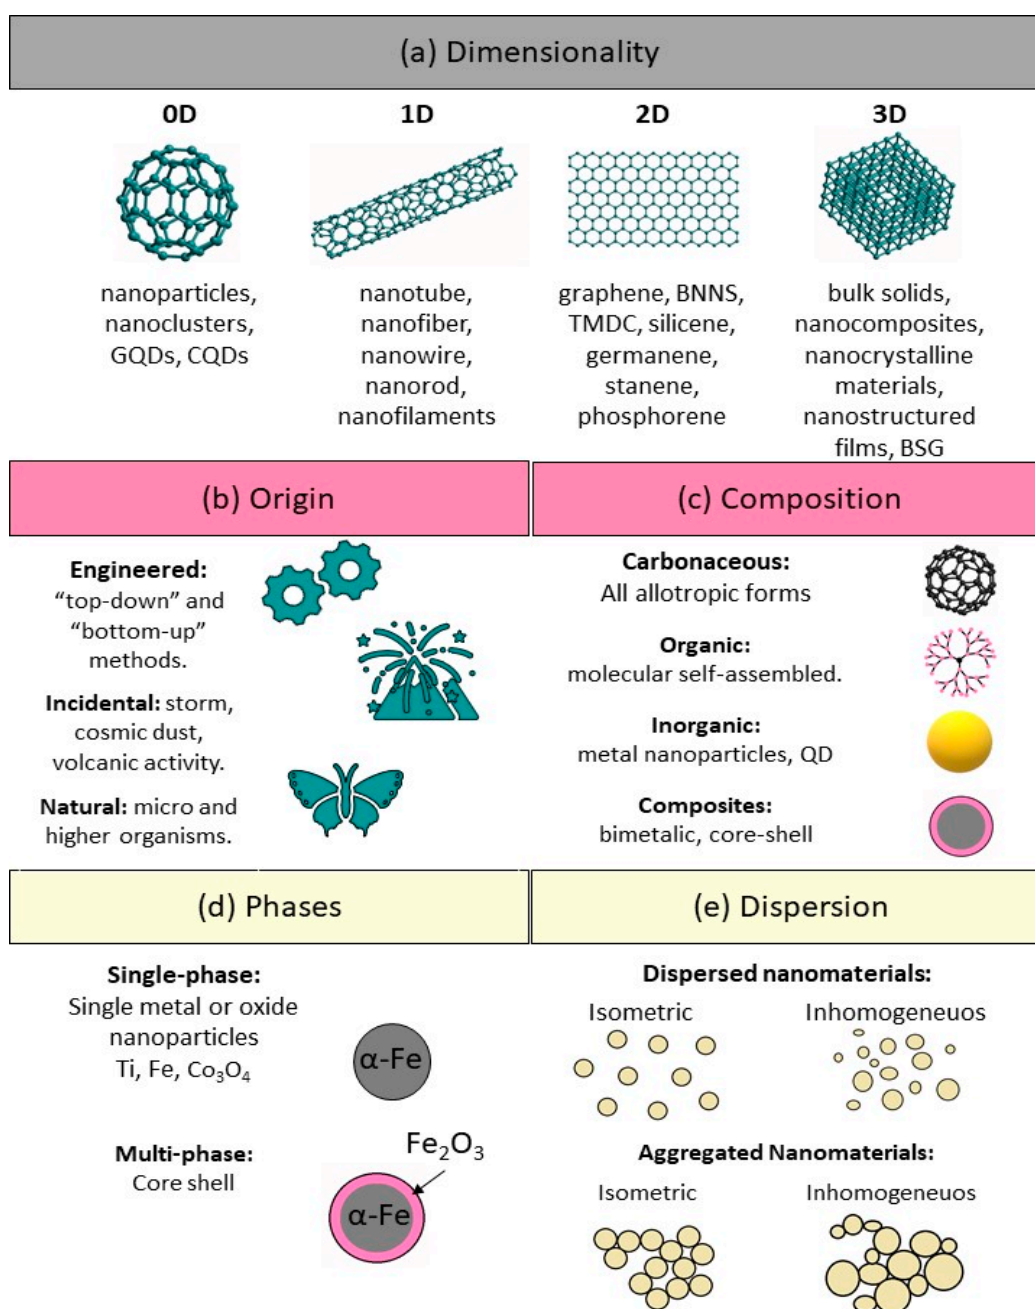 (a) Dimensionality
0D
1D
2D
3D
nanoparticles,
nanoclusters,
GQDs, CQDs
nanotube,
nanofiber,
nanowire,
nanorod,
nanofilaments
graphene, BNNS,
TMDC, silicene,
germanene,
stanene,
phosphorene
bulk solids,
nanocomposites,
nanocrystalline
materials,
nanostructured
films, BSG
(b) Origin
Engineered:
“top-down” and
“bottom-up”
methods.
Incidental: storm,
cosmic dust,
volcanic activity.
Natural: micro and
higher organisms.
(c) Composition
Carbonaceous:
All allotropic forms
Organic:
molecular self-assembled.
Inorganic:
metal nanoparticles, QD
Composites:
bimetalic, core-shell
(d) Phases
Single-phase:
Single metal or oxide
nanoparticles
Ti, Fe, Co₃O₄
α-Fe
Multi-phase:
Core shell
Fe₂O₃
α-Fe
(e) Dispersion
Dispersed nanomaterials:
Isometric
Inhomogeneuos
Aggregated Nanomaterials:
Isometric
Inhomogeneuos